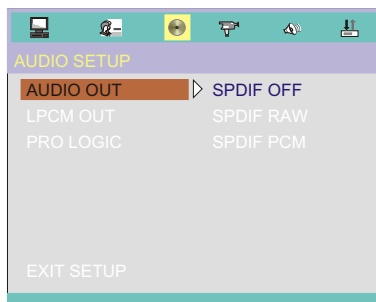 AUDIO SETUP
AUDIO OUT SPDIF OFF
LPCM OUT SPDIF RAW
PRO LOGIC SPDIF PCM
EXIT SETUP